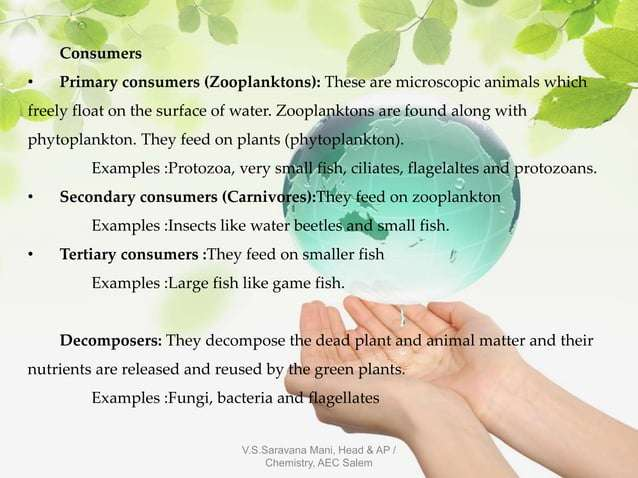 Consumers
• Primary consumers (Zooplanktons): These are microscopic animals which
freely float on the surface of water. Zooplanktons are found along with
phytoplankton. They feed on plants (phytoplankton).
Examples :Protozoa, very small fish, ciliates, flagelaltes and protozoans.
• Secondary consumers (Carnivores):They feed on zooplankton
Examples :Insects like water beetles and small fish.
• Tertiary consumers :They feed on smaller fish
Examples :Large fish like game fish.
Decomposers: They decompose the dead plant and animal matter and their
nutrients are released and reused by the green plants.
Examples :Fungi, bacteria and flagellates
V.S.Saravana Mani, Head & AP /
Chemistry, AEC Salem